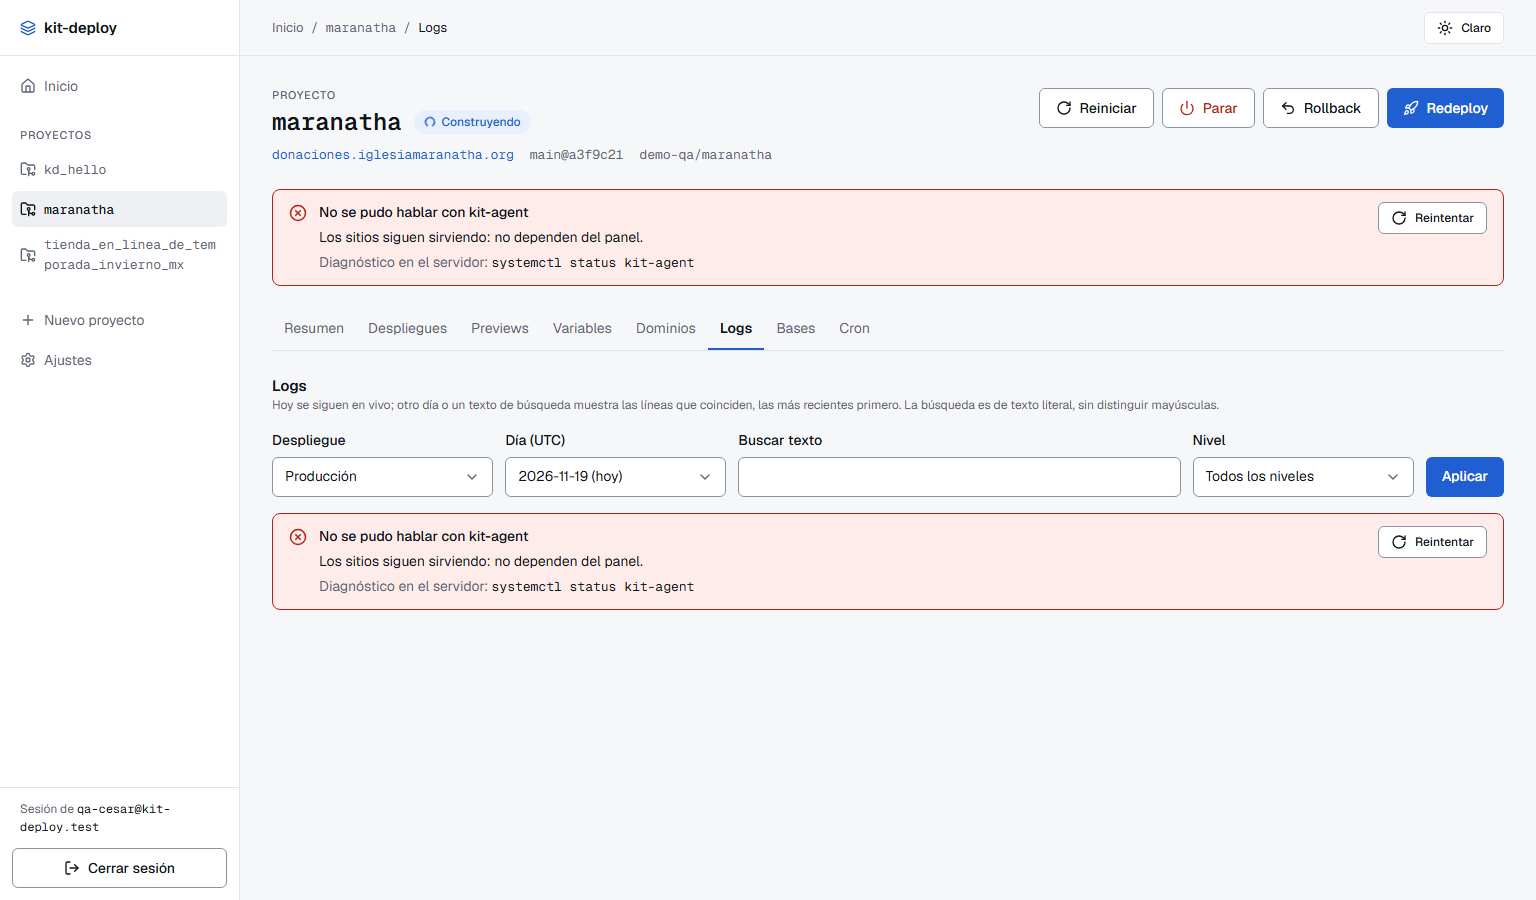 kit-deploy
Inicio
PROYECTOS
kd_hello
maranatha
tienda_en_linea_de_tem
porada_invierno_mx
Nuevo proyecto
Ajustes
Sesión de qa-cesar@kit-
deploy.test
Cerrar sesión
Inicio / maranatha / Logs
Claro
PROYECTO
maranatha
Construyendo
donaciones.iglesiamaranatha.org main@a3f9c21 demo-qa/maranatha
Reiniciar
Parar
Rollback
Redeploy
No se pudo hablar con kit-agent
Los sitios siguen sirviendo: no dependen del panel.
Diagnóstico en el servidor: systemctl status kit-agent
Reintentar
Resumen Despliegues Previews Variables Dominios Logs Bases Cron
Logs
Hoy se siguen en vivo; otro día o un texto de búsqueda muestra las líneas que coinciden, las más recientes primero. La búsqueda es de texto literal, sin distinguir mayúsculas.
Despliegue
Producción
Día (UTC)
2026-11-19 (hoy)
Buscar texto
Nivel
Todos los niveles
Aplicar
No se pudo hablar con kit-agent
Los sitios siguen sirviendo: no dependen del panel.
Diagnóstico en el servidor: systemctl status kit-agent
Reintentar